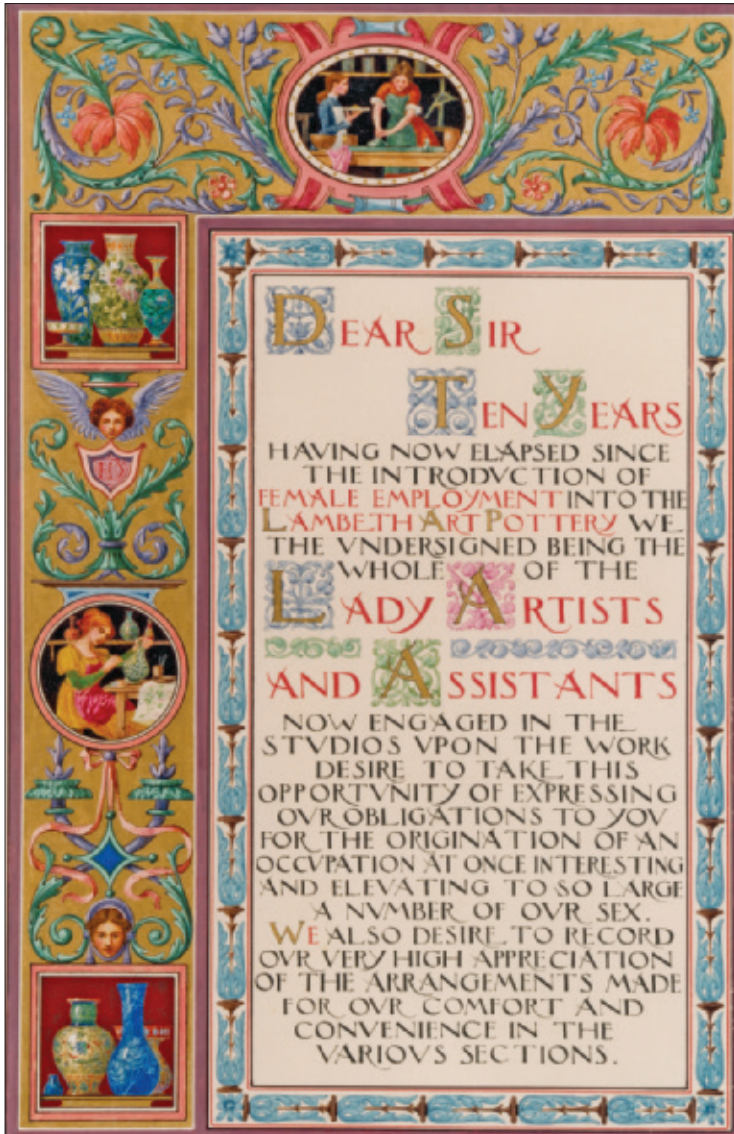 DEAR SIR
TEN YEARS
HAVING NOW ELAPSED SINCE
THE INTRODVCTION OF
FEMALE EMPLOYMENT INTO THE
LAMBETH ART POTTERY WE
THE VNDERSIGNED BEING THE
WHOLE OF THE
LADY ARTISTS
AND ASSISTANTS
NOW ENGAGED IN THE
STVDIOS VPON THE WORK
DESIRE TO TAKE THIS
OPPORTVNITY OF EXPRESSING
OVR OBLIGATIONS TO YOV
FOR THE ORIGINATION OF AN
OCCVPATION AT ONCE INTERESTING
AND ELEVATING TO SO LARGE
A NVMBER OF OVR SEX.
WE ALSO DESIRE TO RECORD
OVR VERY HIGH APPRECIATION
OF THE ARRANGEMENTS MADE
FOR OVR COMFORT AND
CONVENIENCE IN THE
VARIOVS SECTIONS.